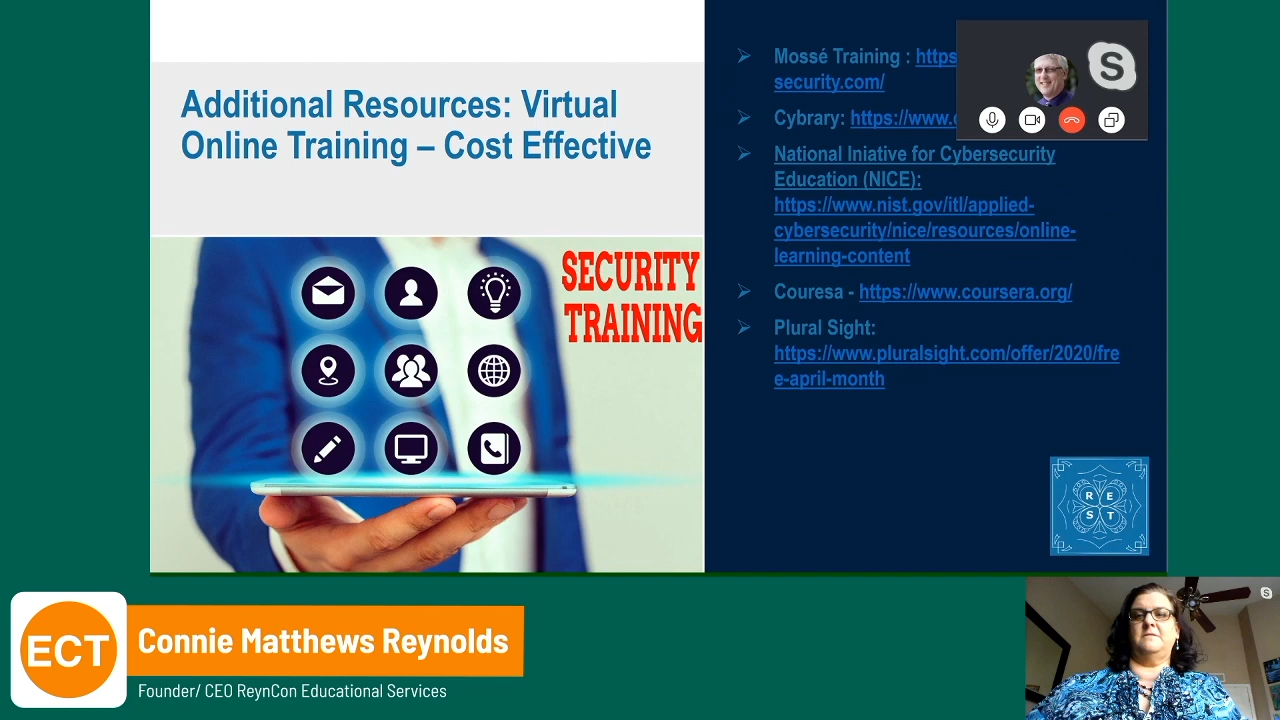 Additional Resources: Virtual
Online Training – Cost Effective
SECURITY
TRAINING
Mossé Training : https
security.com/
Cybrary: https://www.
National Iniative for Cybersecurity
Education (NICE):
https://www.nist.gov/itl/applied-
cybersecurity/nice/resources/online-
learning-content
Couresa - https://www.coursera.org/
Plural Sight:
https://www.pluralsight.com/offer/2020/fre
e-april-month
S
R E
S T
ECT
Connie Matthews Reynolds
Founder/ CEO ReynCon Educational Services